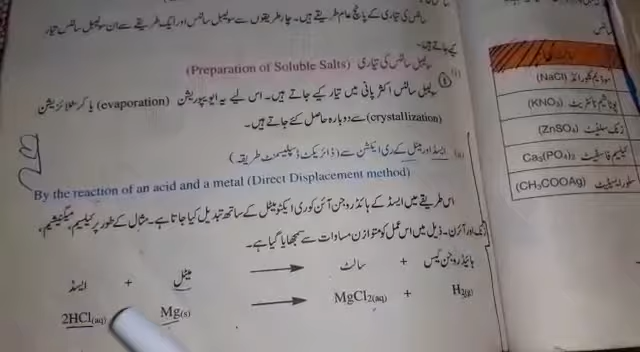 سالٹس کی تیاری کے پانچ عام طریقے ہیں۔ چار طریقوں سے سولیبل سالٹس اور ایک طریقے سے ان سولیبل سالٹس تیار
کیے جاتے ہیں۔
سولیبل سالٹس کی تیاری (Preparation of Soluble Salts)
سولیبل سالٹس اکثر پانی میں تیار کیے جاتے ہیں۔ اس لیے یہ ایویپوریشن (evaporation) یا کرسٹلائزیشن
(crystallization) سے دوبارہ حاصل کئے جاتے ہیں۔
(a) ایسڈ اور میٹل کے ری ایکشن سے (ڈائریکٹ ڈسپلیسمنٹ طریقہ)
By the reaction of an acid and a metal (Direct Displacement method)
اس طریقے میں ایسڈ کے ہائڈروجن آئن کو ری ایکٹو میٹل کے ساتھ تبدیل کیا جاتا ہے۔ مثال کے طور پر کیلسیم، میگنیشیم،
زنک اور آئرن۔ ذیل میں اس عمل کو متوازن مساوات سے سمجھایا گیا ہے۔
ایسڈ + میٹل ⟶ سالٹ + ہائڈروجن گیس
2HCl(aq) Mg(s) ⟶ MgCl2(aq) + H2(g)
سوڈیم کلورائڈ (NaCl)
پوٹاشیم نائٹریٹ (KNO3)
زنک سلفیٹ (ZnSO4)
کیلسیم فاسفیٹ Ca3(PO4)2
سلور ایسیٹیٹ (CH3COOAg)